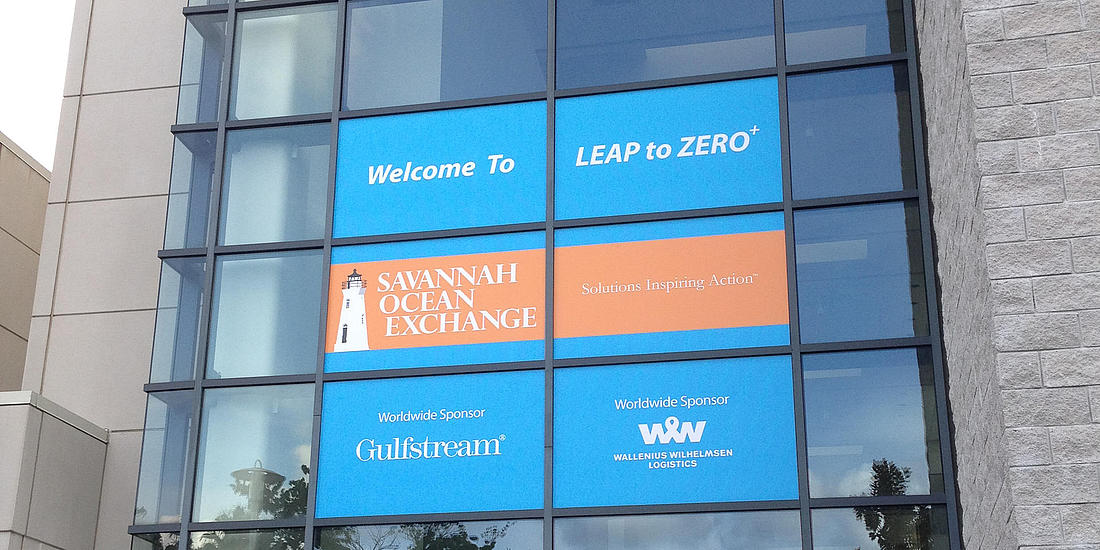 Welcome To
LEAP to ZERO+
SAVANNAH
OCEAN
EXCHANGE
Solutions Inspiring Action™
Worldwide Sponsor
Gulfstream®
Worldwide Sponsor
WW
WALLENIUS WILHELMSEN
LOGISTICS